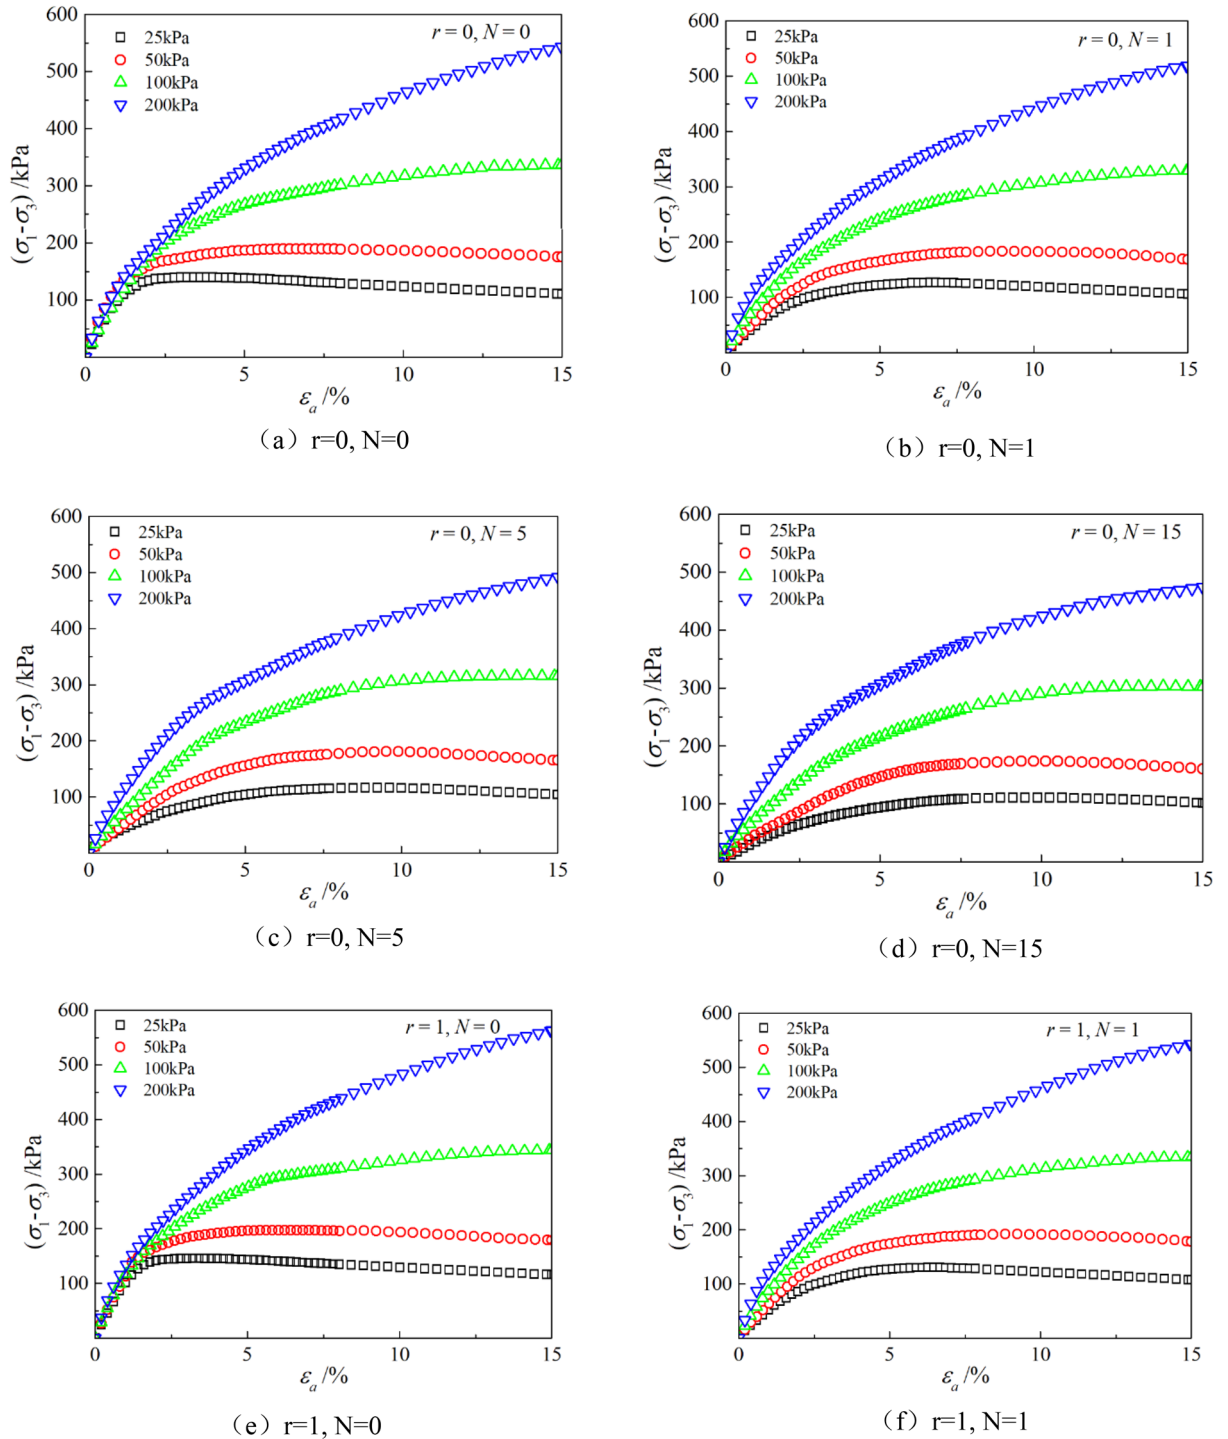 600
500
400
300
200
100
0
5
10
15
(σ₁-σ₃) /kPa
εₐ /%
25kPa
50kPa
100kPa
200kPa
r = 0, N = 0
(a) r=0, N=0
600
500
400
300
200
100
0
5
10
15
(σ₁-σ₃) /kPa
εₐ /%
25kPa
50kPa
100kPa
200kPa
r = 0, N = 1
(b) r=0, N=1
600
500
400
300
200
100
0
5
10
15
(σ₁-σ₃) /kPa
εₐ /%
25kPa
50kPa
100kPa
200kPa
r = 0, N = 5
(c) r=0, N=5
600
500
400
300
200
100
0
5
10
15
(σ₁-σ₃) /kPa
εₐ /%
25kPa
50kPa
100kPa
200kPa
r = 0, N = 15
(d) r=0, N=15
600
500
400
300
200
100
0
5
10
15
(σ₁-σ₃) /kPa
εₐ /%
25kPa
50kPa
100kPa
200kPa
r = 1, N = 0
(e) r=1, N=0
600
500
400
300
200
100
0
5
10
15
(σ₁-σ₃) /kPa
εₐ /%
25kPa
50kPa
100kPa
200kPa
r = 1, N = 1
(f) r=1, N=1